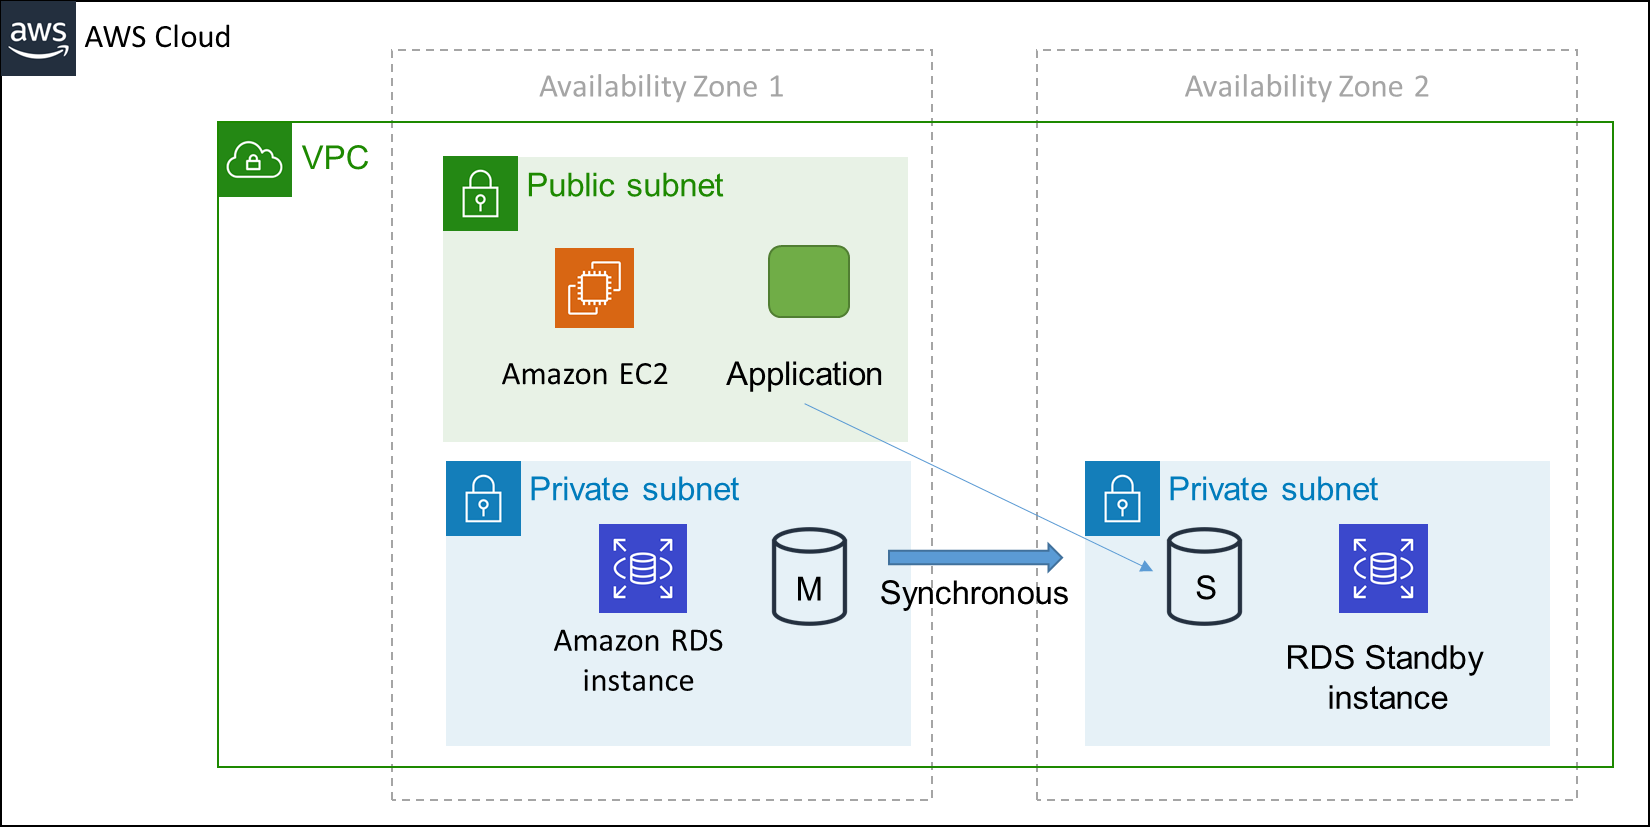 aws
AWS Cloud
Availability Zone 1
Availability Zone 2
VPC
Public subnet
Amazon EC2
Application
Private subnet
Amazon RDS
instance
M
Synchronous
Private subnet
S
RDS Standby
instance